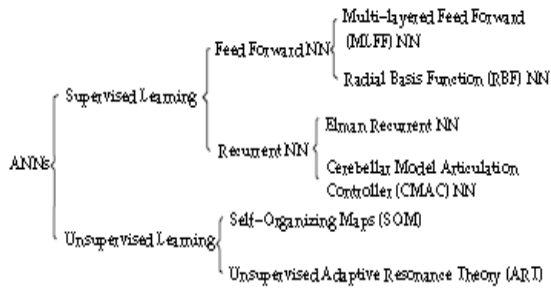 Multi-layered Feed Forward
(MLFF) NN
Feed Forward NN
Radial Basis Function (RBF) NN
Supervised Learning
Elman Recurrent NN
Recurrent NN
Cerebellar Model Articulation
Controller (CMAC) NN
ANNs
Self-Organizing Maps (SOM)
Unsupervised Learning
Unsupervised Adaptive Resonance Theory (ART)